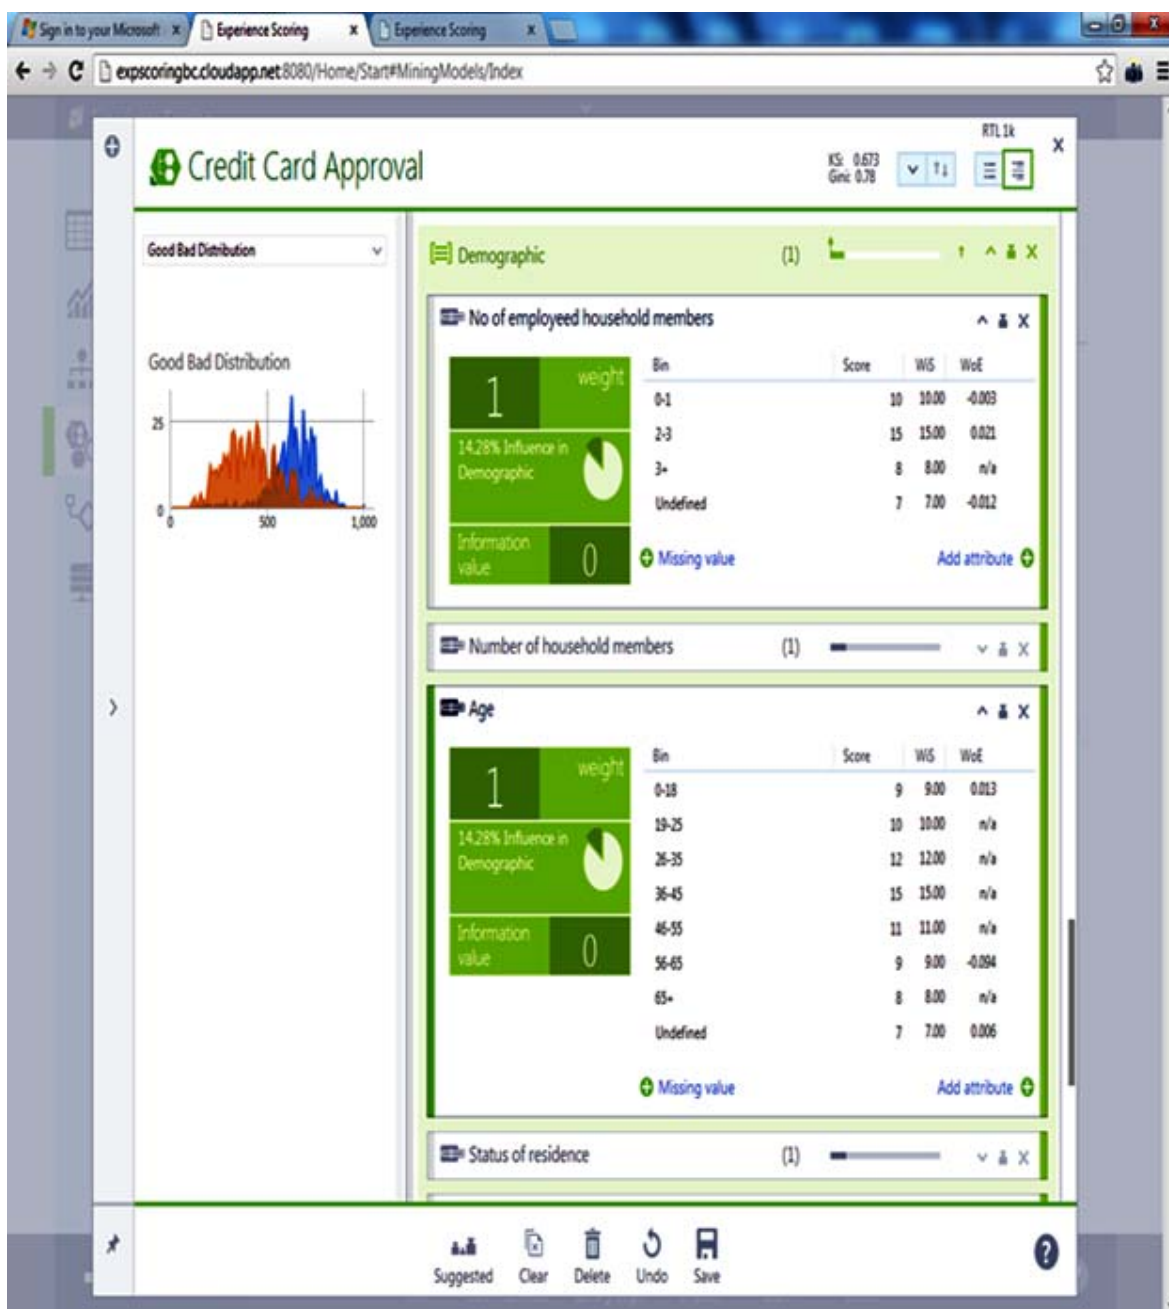 Sign in to your Microsoft x
Experience Scoring x
Experience Scoring x
expscoringbc.cloudapp.net:8080/Home/Start#MiningModels/Index
RTL 1k
Credit Card Approval
KS: 0.673
Gini: 0.78
Good Bad Distribution
Good Bad Distribution
25
0
0 500 1,000
Demographic (1)
No of employeed household members
1 weight
14.28% Influence in
Demographic
Information
value 0
Bin Score WiS WoE
0-1 10 10.00 -0.003
2-3 15 15.00 0.021
3+ 8 8.00 n/a
Undefined 7 7.00 -0.012
Missing value Add attribute
Number of household members (1)
Age
1 weight
14.28% Influence in
Demographic
Information
value 0
Bin Score WiS WoE
0-18 9 9.00 0.013
19-25 10 10.00 n/a
26-35 12 12.00 n/a
36-45 15 15.00 n/a
46-55 11 11.00 n/a
56-65 9 9.00 -0.094
65+ 8 8.00 n/a
Undefined 7 7.00 0.006
Missing value Add attribute
Status of residence (1)
Suggested Clear Delete Undo Save